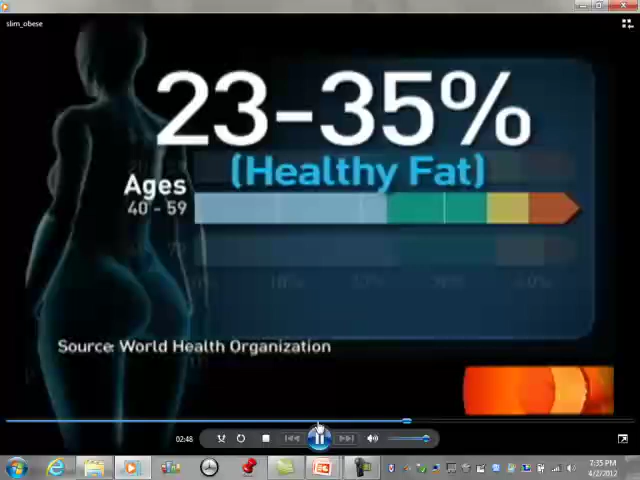 slim_obese
23-35%
(Healthy Fat)
Ages
40 - 59
Source: World Health Organization
02:48
7:35 PM
4/2/2012